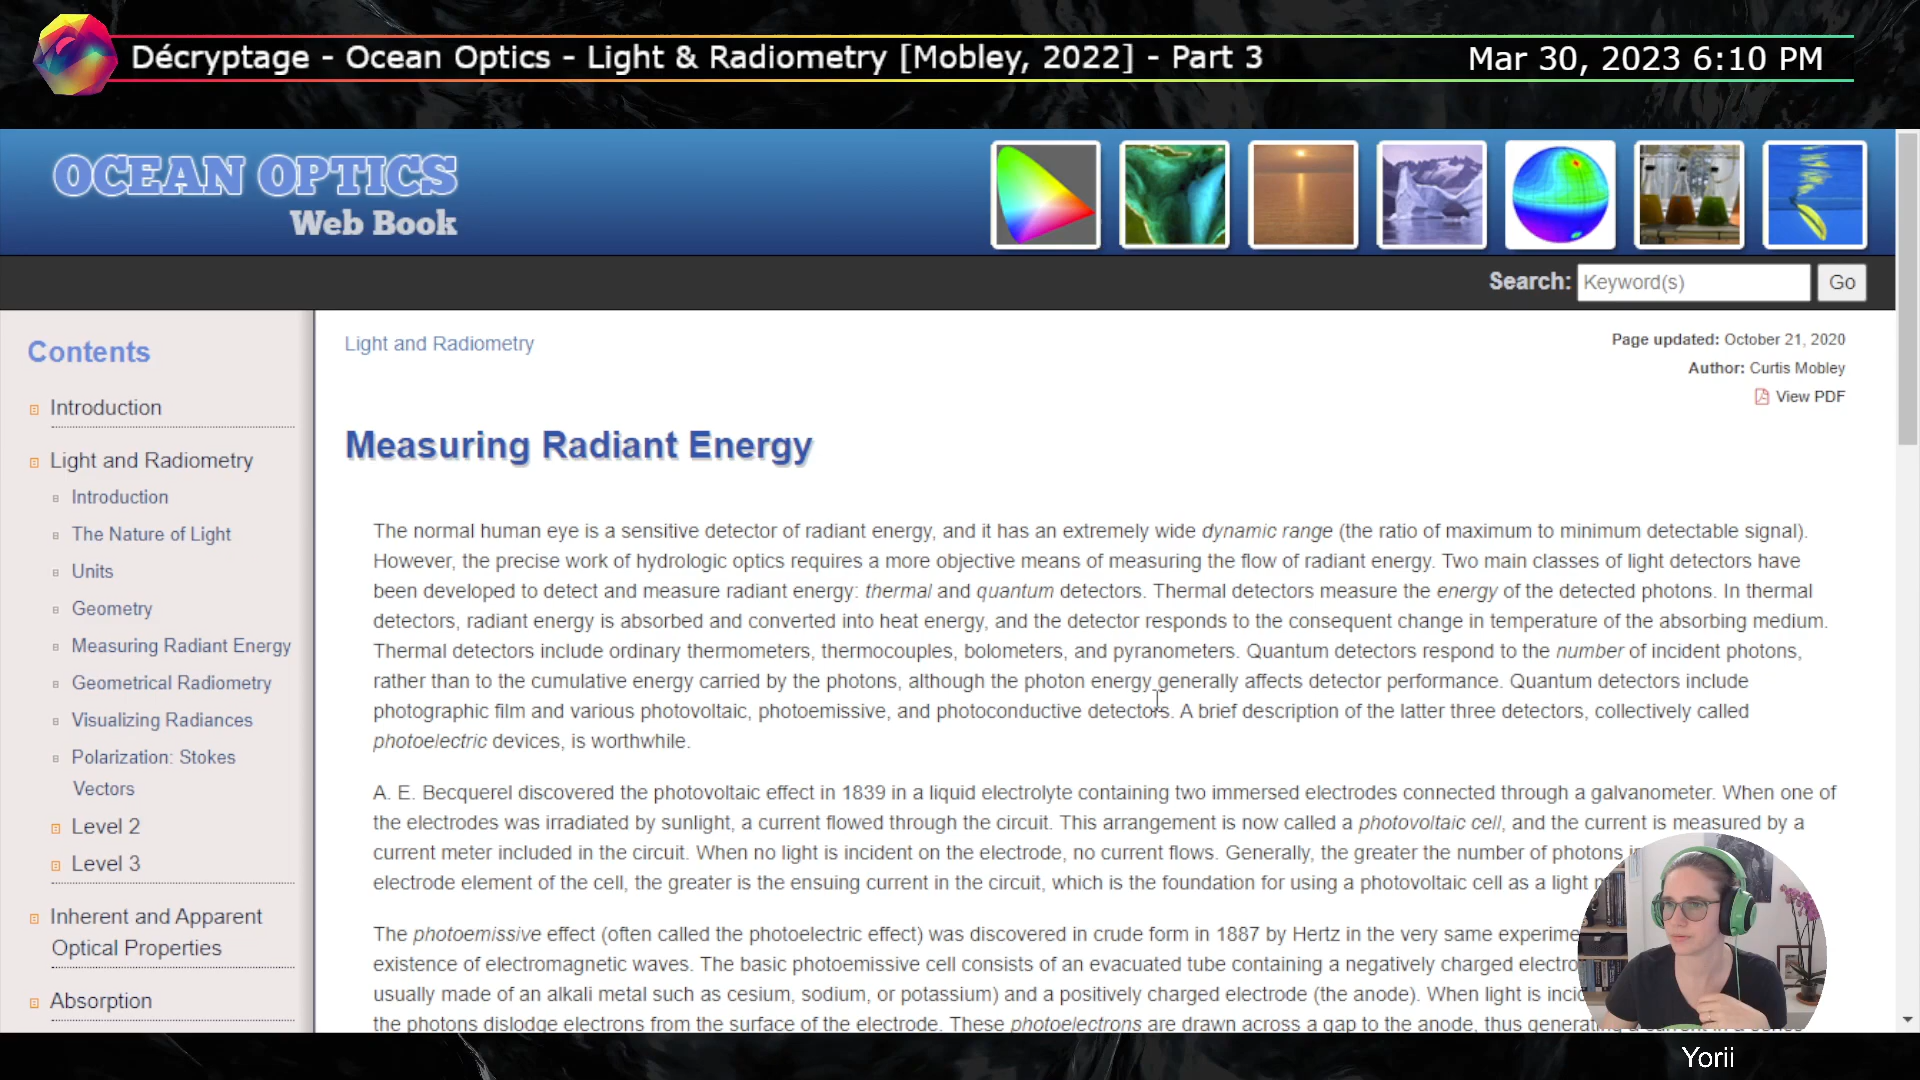 Décryptage - Ocean Optics - Light & Radiometry [Mobley, 2022] - Part 3
Mar 30, 2023 6:10 PM
OCEAN OPTICS
Web Book
Search:
Keyword(s)
Go
Contents
Introduction
Light and Radiometry
Introduction
The Nature of Light
Units
Geometry
Measuring Radiant Energy
Geometrical Radiometry
Visualizing Radiances
Polarization: Stokes
Vectors
Level 2
Level 3
Inherent and Apparent
Optical Properties
Absorption
Light and Radiometry
Page updated: October 21, 2020
Author: Curtis Mobley
View PDF
Measuring Radiant Energy
The normal human eye is a sensitive detector of radiant energy, and it has an extremely wide dynamic range (the ratio of maximum to minimum detectable signal).
However, the precise work of hydrologic optics requires a more objective means of measuring the flow of radiant energy. Two main classes of light detectors have
been developed to detect and measure radiant energy: thermal and quantum detectors. Thermal detectors measure the energy of the detected photons. In thermal
detectors, radiant energy is absorbed and converted into heat energy, and the detector responds to the consequent change in temperature of the absorbing medium.
Thermal detectors include ordinary thermometers, thermocouples, bolometers, and pyranometers. Quantum detectors respond to the number of incident photons,
rather than to the cumulative energy carried by the photons, although the photon energy generally affects detector performance. Quantum detectors include
photographic film and various photovoltaic, photoemissive, and photoconductive detectors. A brief description of the latter three detectors, collectively called
photoelectric devices, is worthwhile.
A. E. Becquerel discovered the photovoltaic effect in 1839 in a liquid electrolyte containing two immersed electrodes connected through a galvanometer. When one of
the electrodes was irradiated by sunlight, a current flowed through the circuit. This arrangement is now called a photovoltaic cell, and the current is measured by a
current meter included in the circuit. When no light is incident on the electrode, no current flows. Generally, the greater the number of photons
electrode element of the cell, the greater is the ensuing current in the circuit, which is the foundation for using a photovoltaic cell as a light
The photoemissive effect (often called the photoelectric effect) was discovered in crude form in 1887 by Hertz in the very same
existence of electromagnetic waves. The basic photoemissive cell consists of an evacuated tube containing a negatively charged
usually made of an alkali metal such as cesium, sodium, or potassium) and a positively charged electrode (the anode). When light is
the photons dislodge electrons from the surface of the electrode. These photoelectrons are drawn across a gap to the anode, thus
Yorii